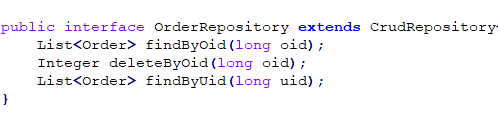 public interface OrderRepository extends CrudRepository
List<Order> findByOid(long oid);
Integer deleteByOid(long oid);
List<Order> findByUid(long uid);
}